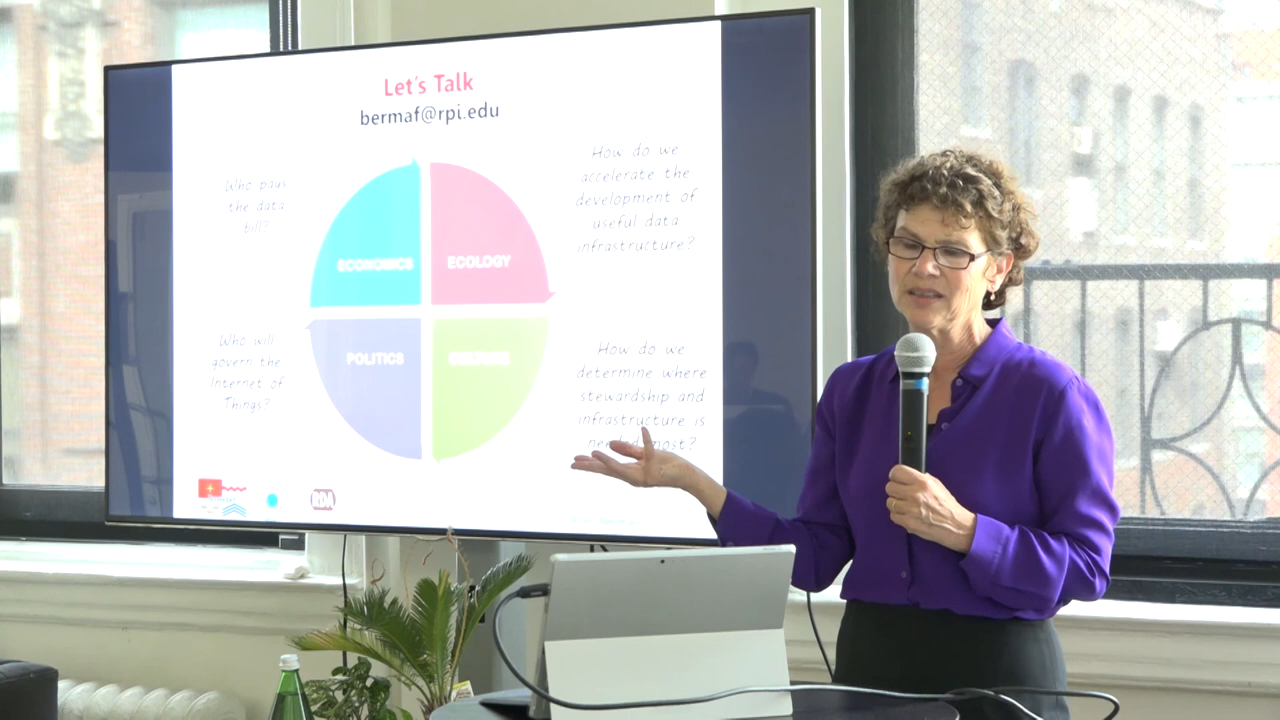 Let's Talk
bermaf@rpi.edu
Who pays
the data
bill?
How do we
accelerate the
development of
useful data
infrastructure?
ECONOMICS
ECOLOGY
Who will
govern the
Internet of
Things?
POLITICS
How do we
determine where
stewardship and
infrastructure is
most?
RDA